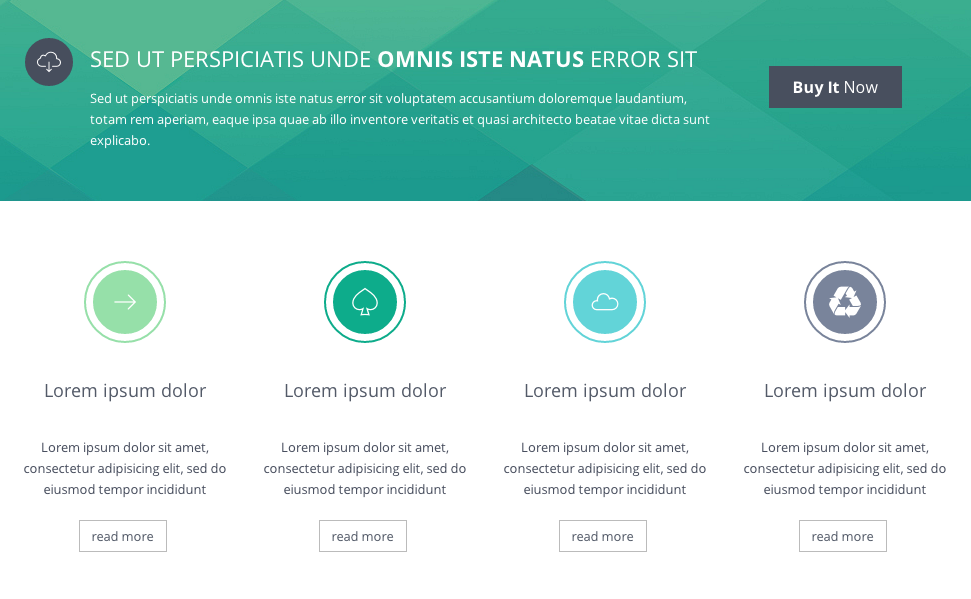 SED UT PERSPICIATIS UNDE OMNIS ISTE NATUS ERROR SIT
Sed ut perspiciatis unde omnis iste natus error sit voluptatem accusantium doloremque laudantium,
totam rem aperiam, eaque ipsa quae ab illo inventore veritatis et quasi architecto beatae vitae dicta sunt
explicabo.
Buy It Now
Lorem ipsum dolor
Lorem ipsum dolor sit amet,
consectetur adipisicing elit, sed do
eiusmod tempor incididunt
read more
Lorem ipsum dolor
Lorem ipsum dolor sit amet,
consectetur adipisicing elit, sed do
eiusmod tempor incididunt
read more
Lorem ipsum dolor
Lorem ipsum dolor sit amet,
consectetur adipisicing elit, sed do
eiusmod tempor incididunt
read more
Lorem ipsum dolor
Lorem ipsum dolor sit amet,
consectetur adipisicing elit, sed do
eiusmod tempor incididunt
read more